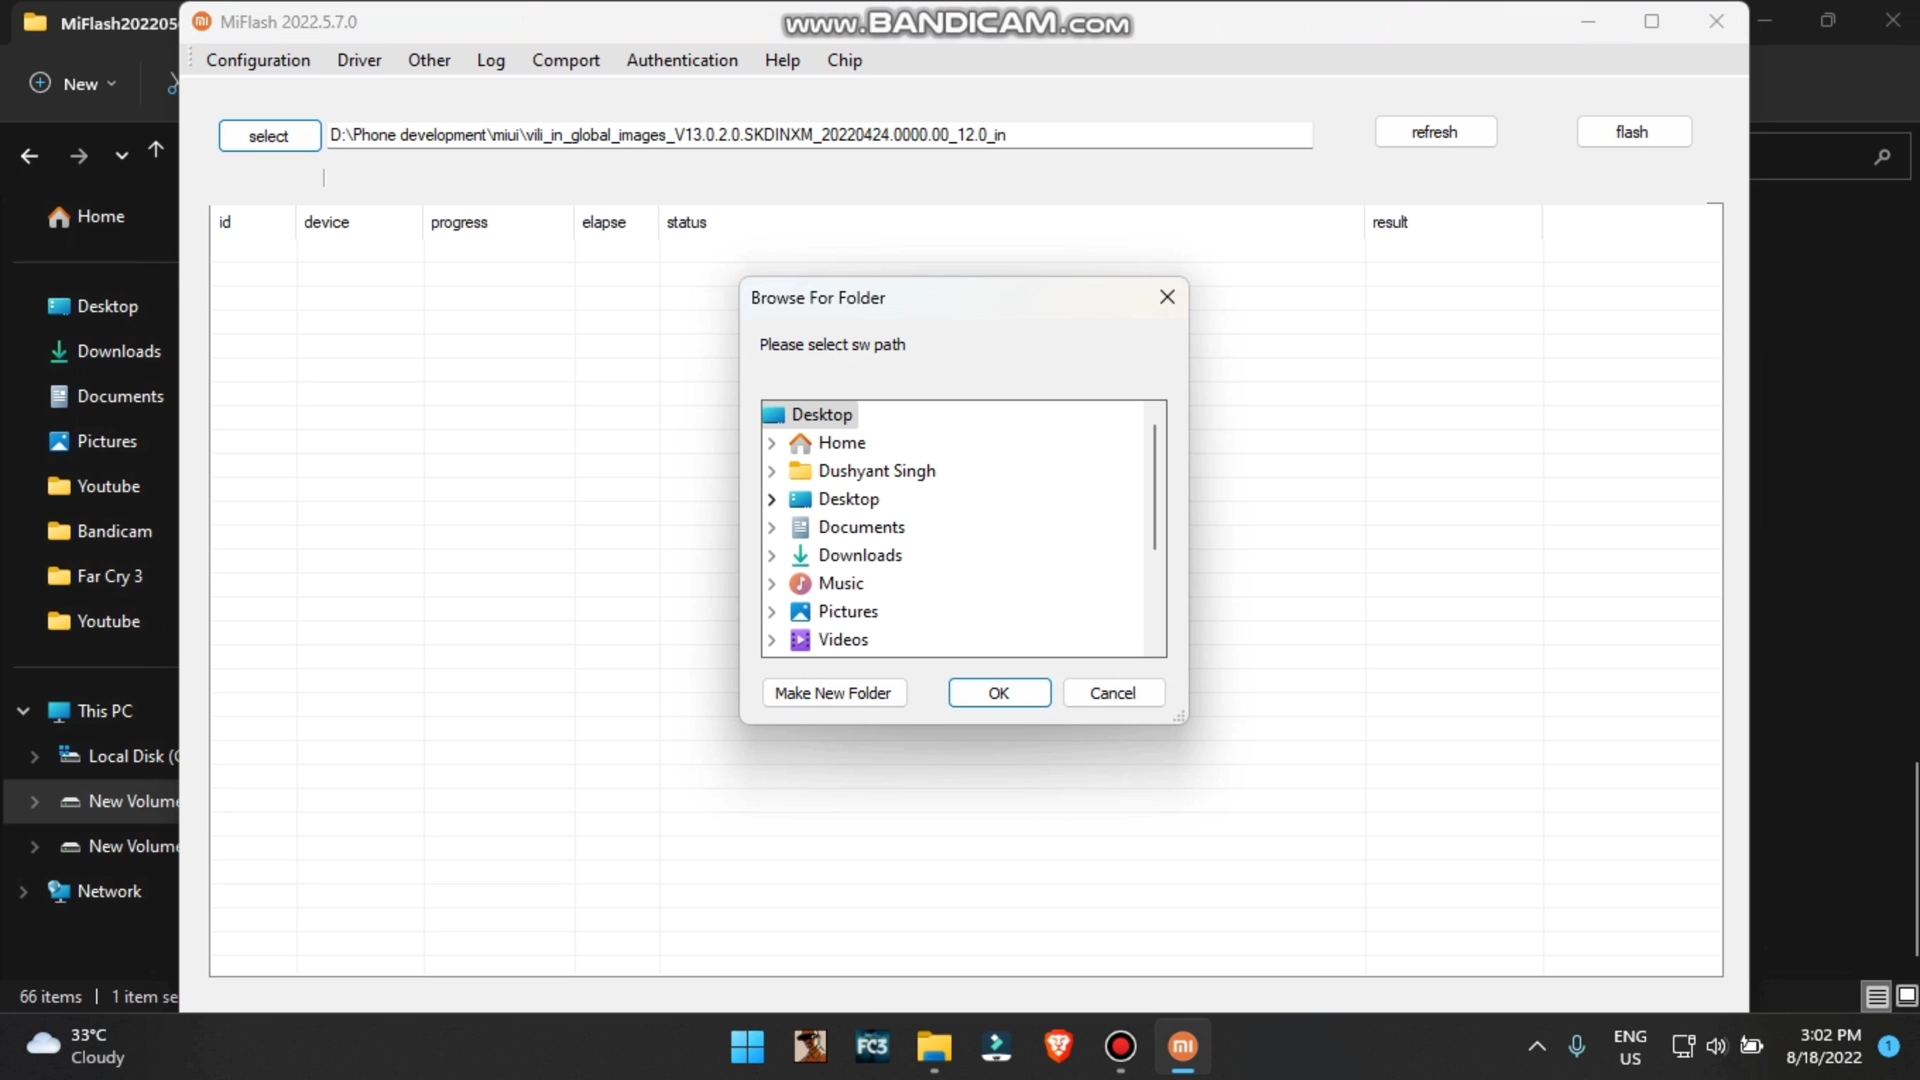 MiFlash202205
MiFlash 2022.5.7.0
www.BANDICAM.com
Configuration Driver Other Log Comport Authentication Help Chip
New
select D:\Phone development\miui\vili_in_global_images_V13.0.2.0.SKDINXM_20220424.0000.00_12.0_in refresh flash
id device progress elapse status result
Home
Desktop
Downloads
Documents
Pictures
Youtube
Bandicam
Far Cry 3
Youtube
This PC
Local Disk (C
New Volume
New Volume
Network
Browse For Folder
Please select sw path
Desktop
Home
Dushyant Singh
Desktop
Documents
Downloads
Music
Pictures
Videos
Make New Folder OK Cancel
66 items | 1 item se
33°C
Cloudy
FC3
ENG
US
3:02 PM
8/18/2022
1